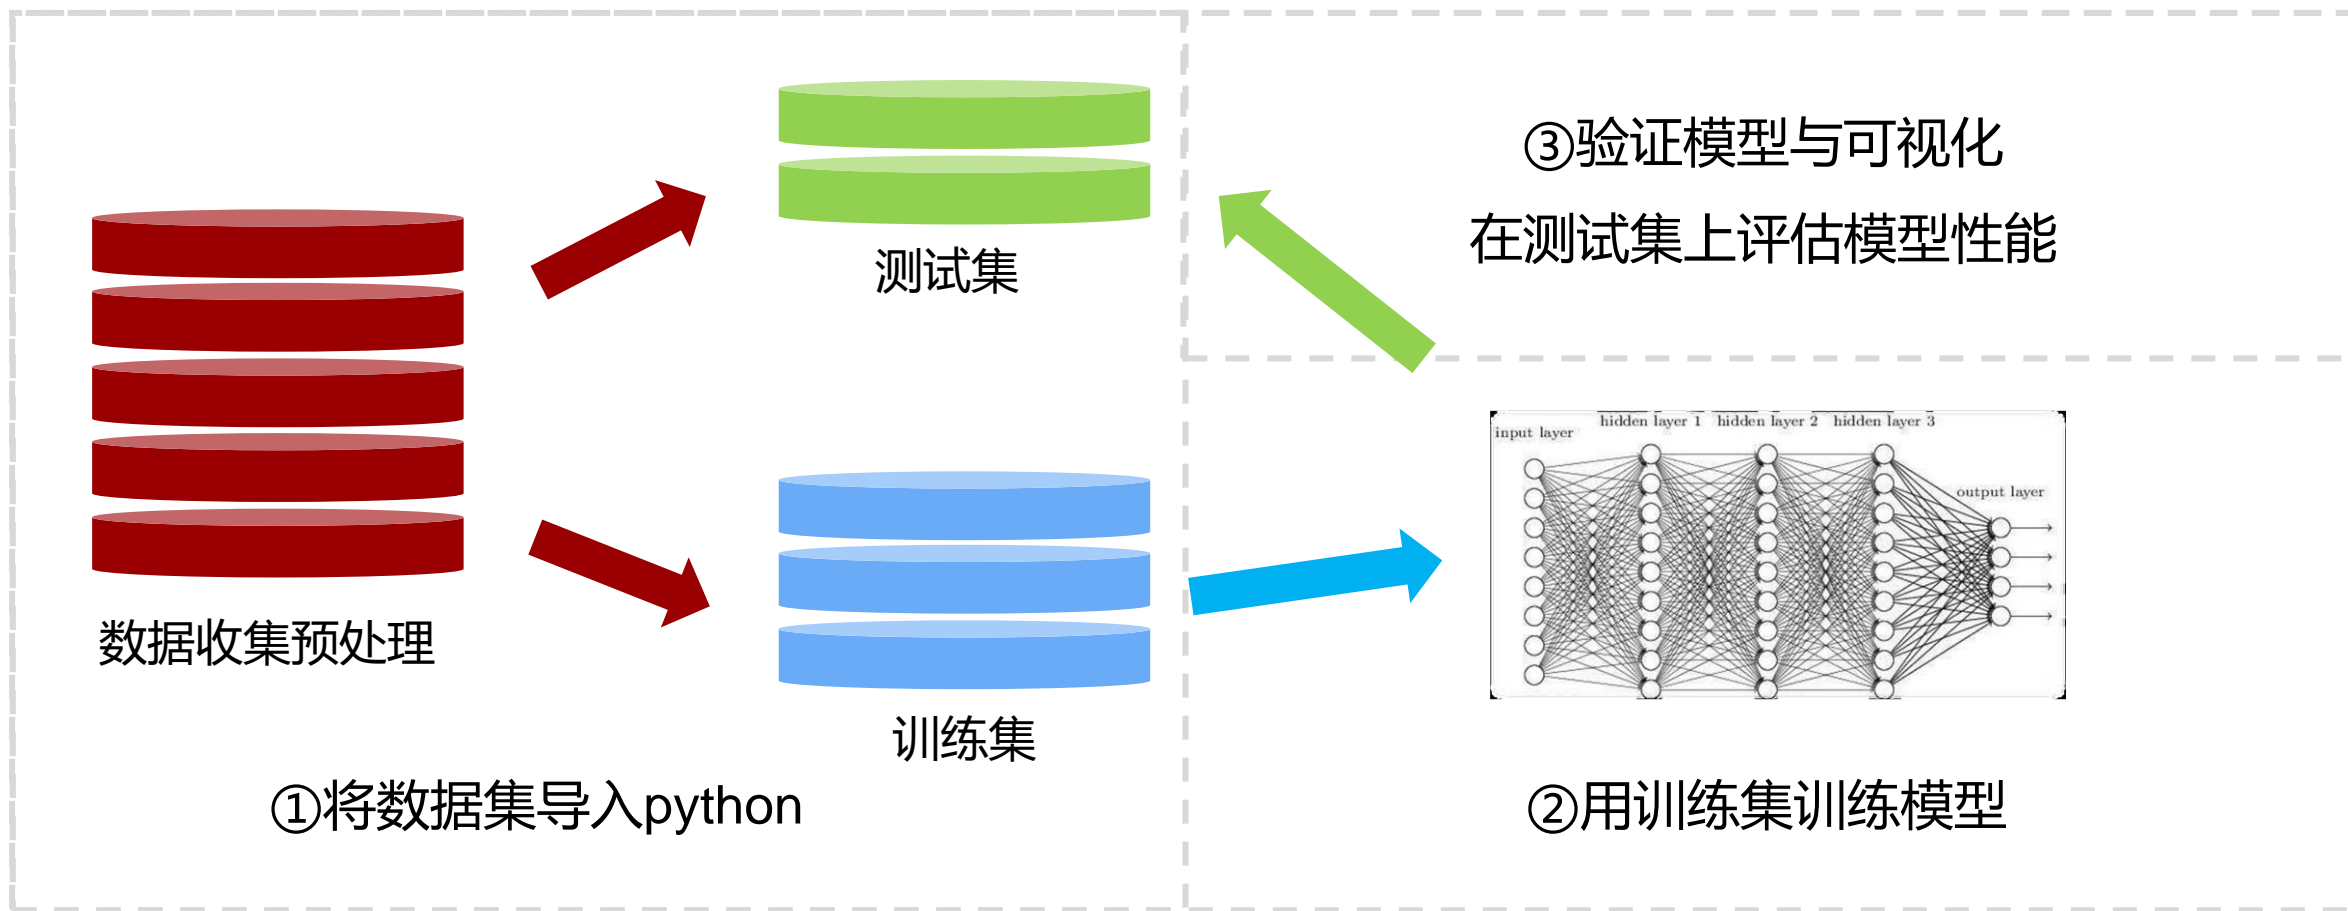 数据收集预处理
测试集
训练集
①将数据集导入python
input layer
hidden layer 1
hidden layer 2
hidden layer 3
output layer
②用训练集训练模型
③验证模型与可视化
在测试集上评估模型性能